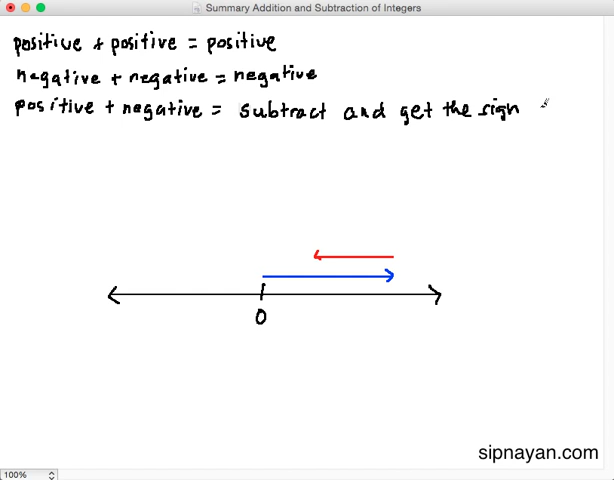 Summary Addition and Subtraction of Integers
positive + positive = positive
negative + negative = negative
positive + negative = subtract and get the sign
0
sipnayan.com
100%